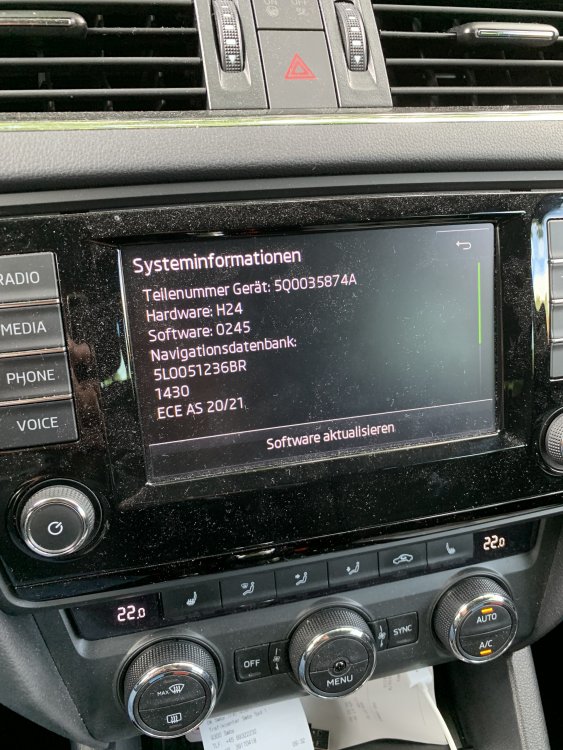 OFF
RADIO
MEDIA
PHONE
VOICE
Systeminformationen
Teilenummer Gerät: 5Q0035874A
Hardware: H24
Software: 0245
Navigationsdatenbank:
5L0051236BR
1430
ECE AS 20/21
Software aktualisieren
22.0
22.0
MAX
OFF
MENU
SYNC
AUTO
A/C